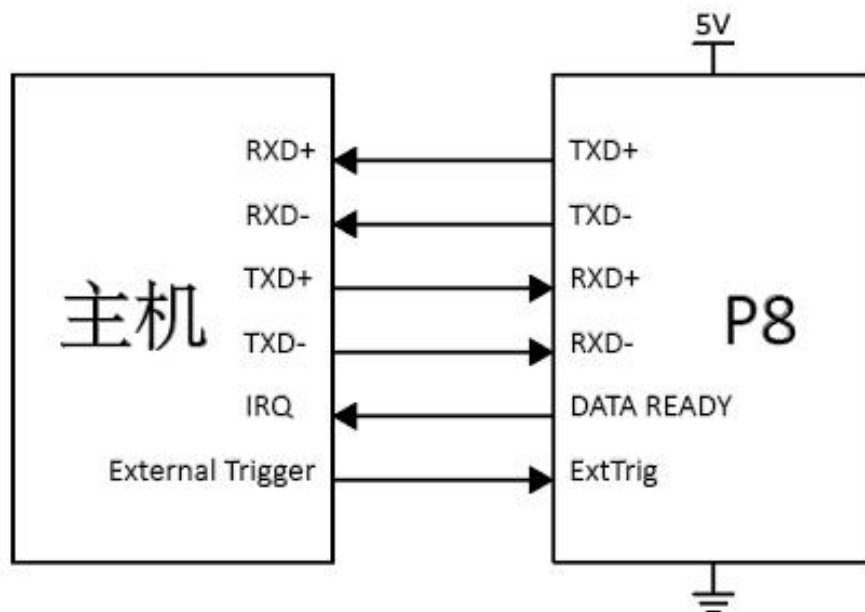 5V
RXD+
TXD+
RXD-
TXD-
TXD+
RXD+
主机
P8
TXD-
RXD-
IRQ
DATA READY
External Trigger
ExtTrig